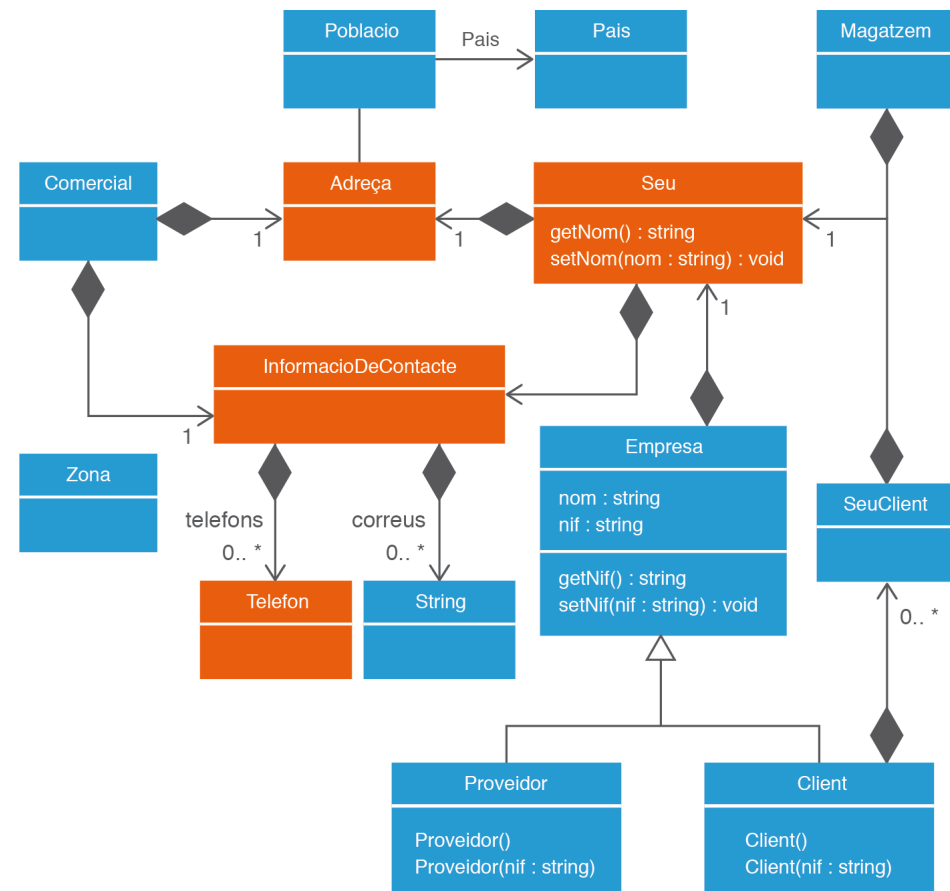 Poblacio
Pais
Pais
Magatzem
Comercial
Adreça
Seu
1
1
getNom() : string
setNom(nom : string) : void
1
1
InformacioDeContacte
1
Zona
telefons
0.. *
correus
0.. *
Telefon
String
Empresa
nom : string
nif : string
getNif() : string
setNif(nif : string) : void
SeuClient
0.. *
Proveidor
Proveidor()
Proveidor(nif : string)
Client
Client()
Client(nif : string)